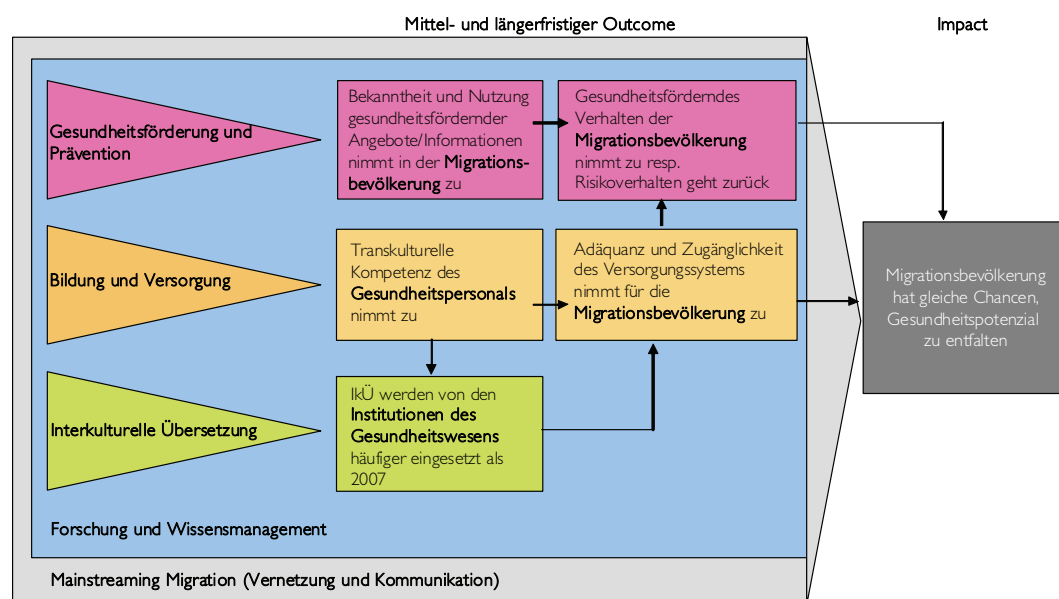 Mittel- und längerfristiger Outcome
Impact
Gesundheitsförderung und
Prävention
Bekanntheit und Nutzung
gesundheitsfördernder
Angebote/Informationen
nimmt in der Migrations-
bevölkerung zu
Gesundheitsförderndes
Verhalten der
Migrationsbevölkerung
nimmt zu resp.
Risikoverhalten geht zurück
Bildung und Versorgung
Transkulturelle
Kompetenz des
Gesundheitspersonals
nimmt zu
Adäquanz und Zugänglichkeit
des Versorgungssystems
nimmt für die
Migrationsbevölkerung zu
Migrationsbevölkerung
hat gleiche Chancen,
Gesundheitspotenzial
zu entfalten
Interkulturelle Übersetzung
IkÜ werden von den
Institutionen des
Gesundheitswesens
häufiger eingesetzt als
2007
Forschung und Wissensmanagement
Mainstreaming Migration (Vernetzung und Kommunikation)